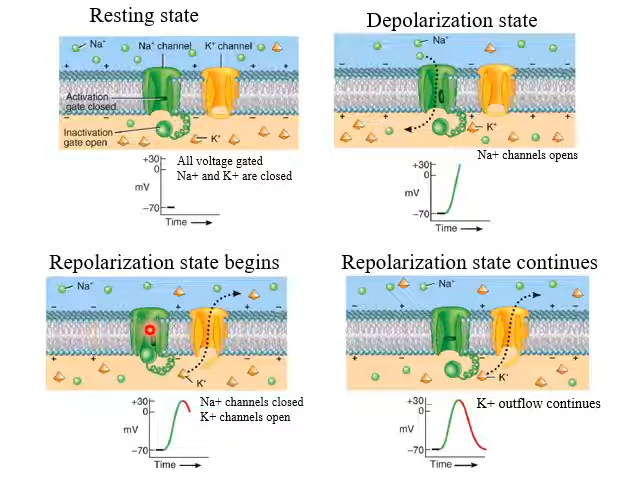 Resting state
Na+
Na+ channel
K+ channel
+
+
+
+
Activation
gate closed
Inactivation
gate open
K+
−
−
−
−
+30
0
mV
−70
Time
All voltage gated
Na+ and K+ are closed
Depolarization state
Na+
K+
−
−
−
−
+
+
+
+
Na+ channels opens
+30
0
mV
−70
Time
Repolarization state begins
Na+
K+
−
−
+
+
+30
0
mV
−70
Time
Na+ channels closed
K+ channels open
Repolarization state continues
Na+
K+
+
+
−
−
+30
0
mV
−70
Time
K+ outflow continues